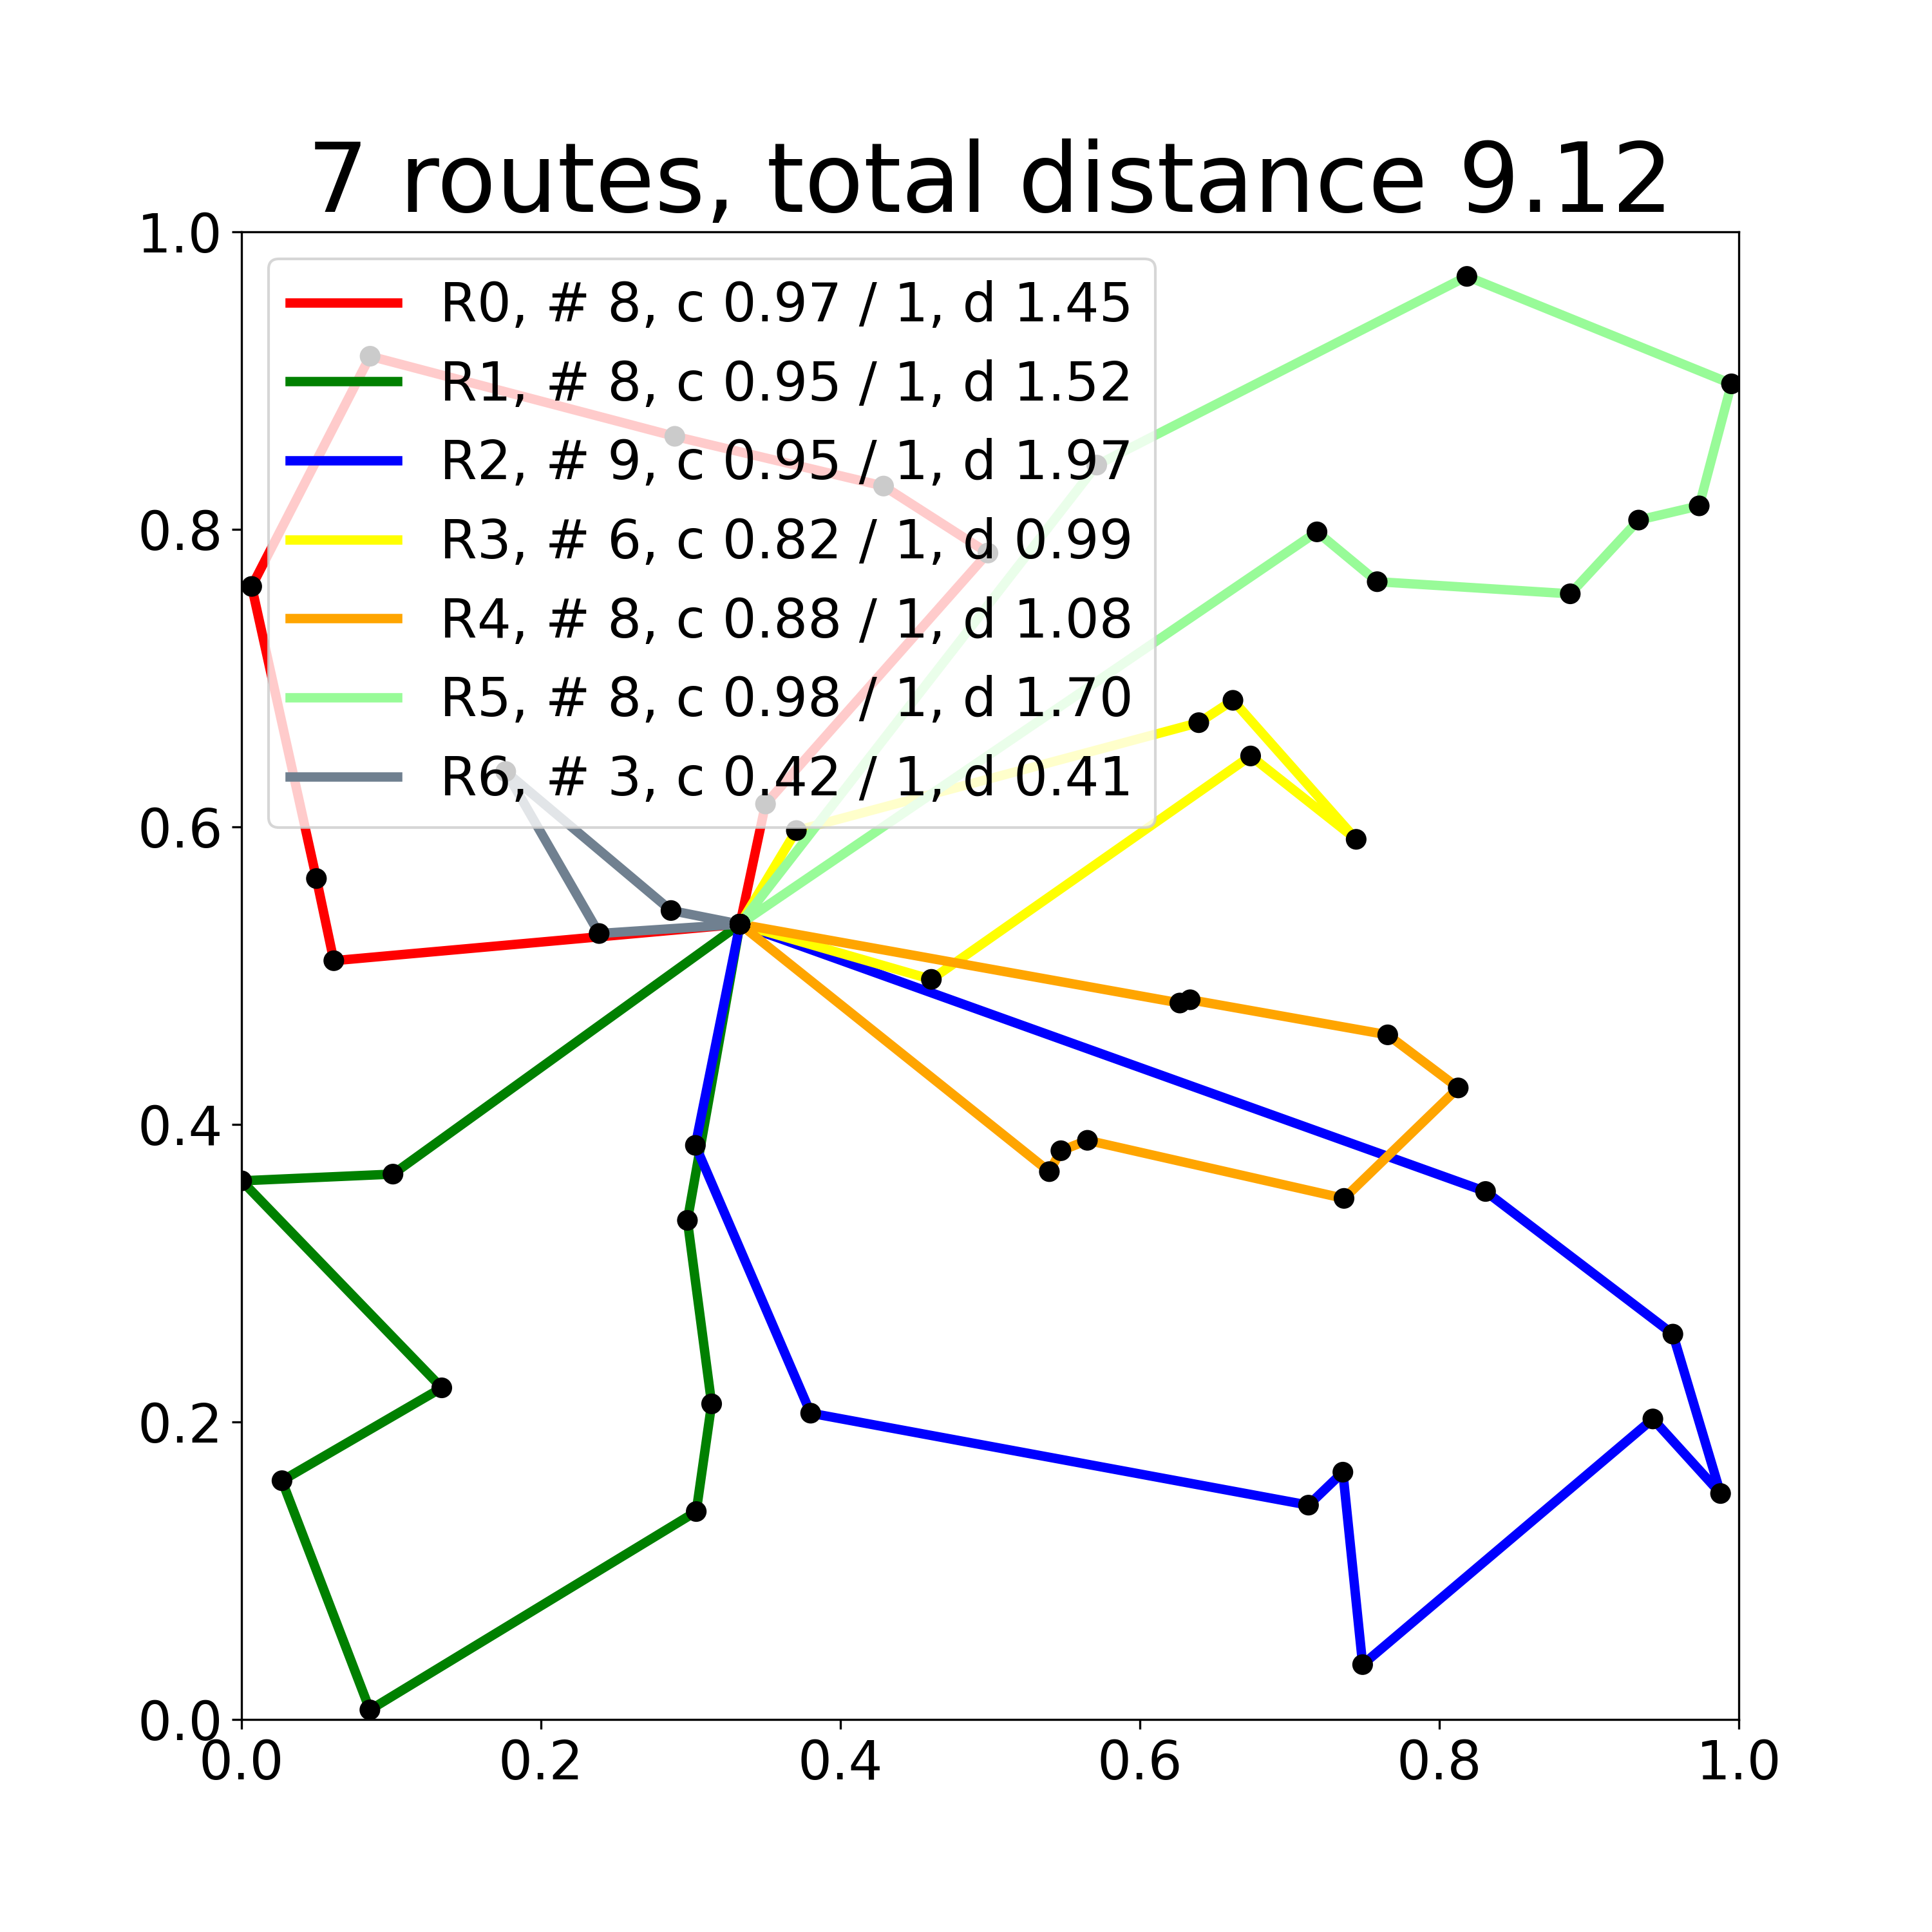 7 routes, total distance 9.12
1.0
0.8
0.6
0.4
0.2
0.0
R0, # 8, c 0.97 / 1, d 1.45
R1, # 8, c 0.95 / 1, d 1.52
R2, # 9, c 0.95 / 1, d 1.97
R3, # 6, c 0.82 / 1, d 0.99
R4, # 8, c 0.88 / 1, d 1.08
R5, # 8, c 0.98 / 1, d 1.70
R6, # 3, c 0.42 / 1, d 0.41
0.0 0.2 0.4 0.6 0.8 1.0